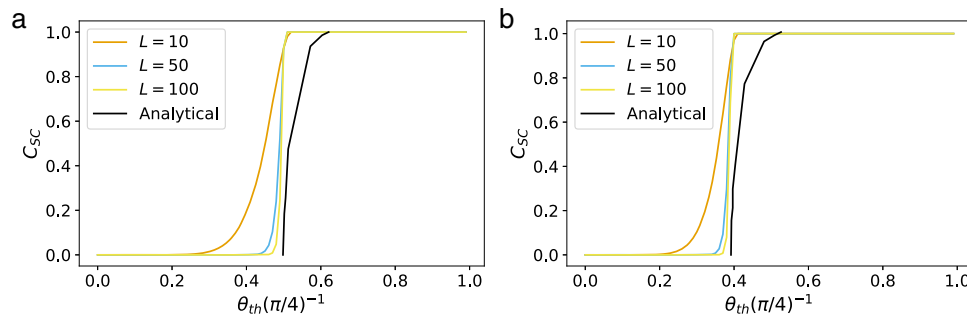 a
L = 10
L = 50
L = 100
Analytical
C_SC
1.0
0.8
0.6
0.4
0.2
0.0
0.0 0.2 0.4 0.6 0.8 1.0
θ_th(π/4)⁻¹
b
L = 10
L = 50
L = 100
Analytical
C_SC
1.0
0.8
0.6
0.4
0.2
0.0
0.0 0.2 0.4 0.6 0.8 1.0
θ_th(π/4)⁻¹